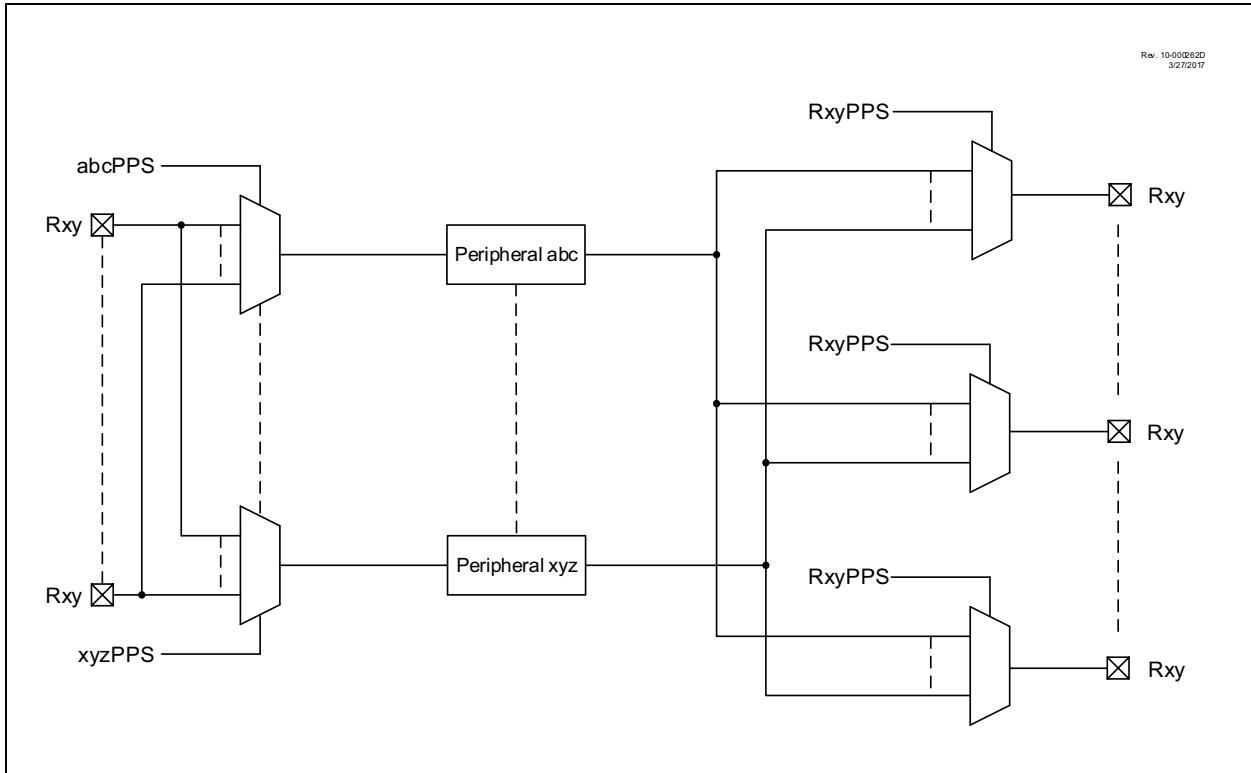 Rev. 10-000262D
3/27/2017
RxyPPS
abcPPS
Rxy
Rxy
Peripheral abc
RxyPPS
Rxy
Peripheral xyz
RxyPPS
Rxy
xyzPPS
Rxy